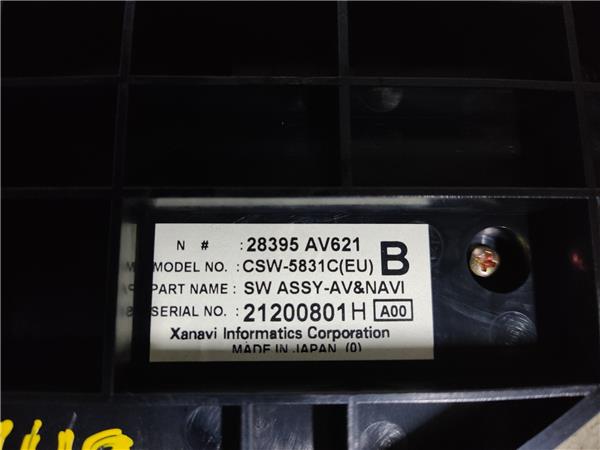 N # : 28395 AV621
MODEL NO. : CSW-5831C(EU) B
PART NAME : SW ASSY-AV&NAVI
SERIAL NO. : 21200801H A00
Xanavi Informatics Corporation
MADE IN JAPAN (0)